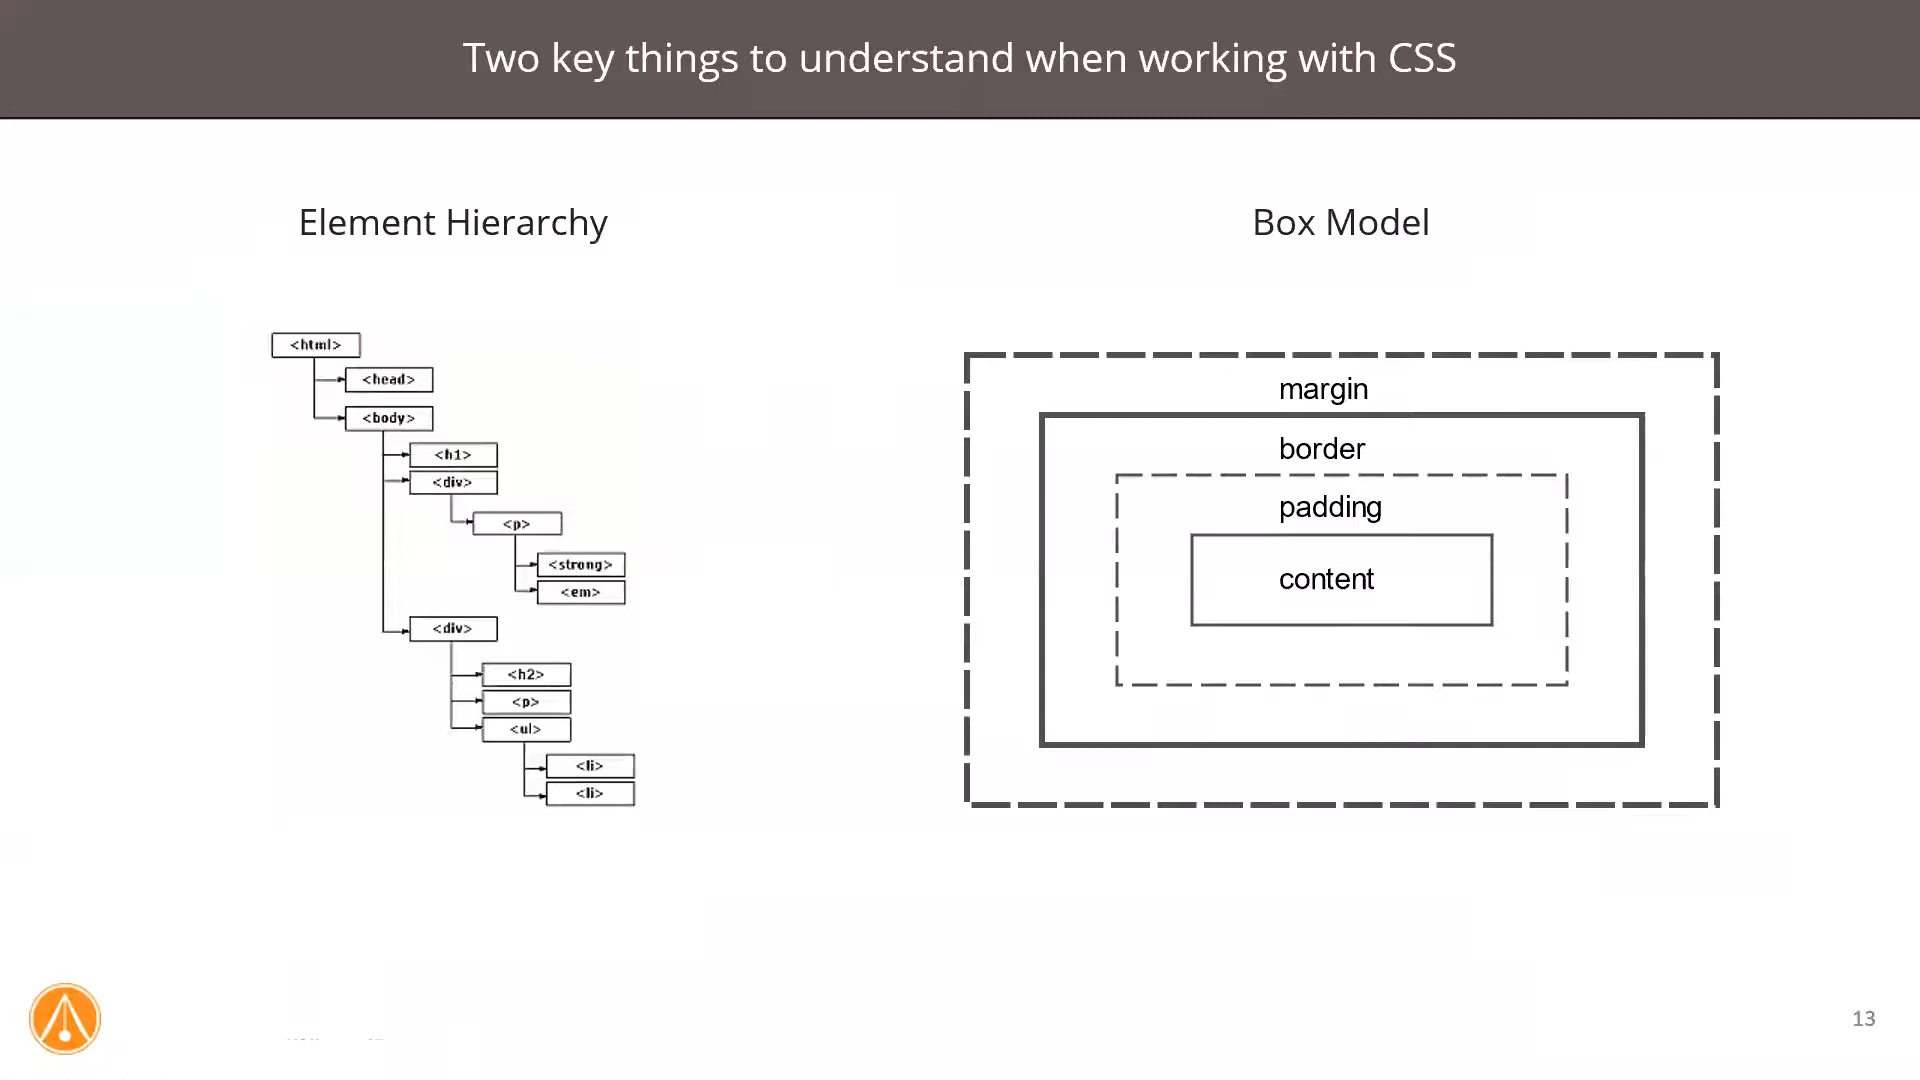 Two key things to understand when working with CSS
Element Hierarchy
<html>
<head>
<body>
<h1>
<div>
<p>
<strong>
<em>
<div>
<h2>
<p>
<ul>
<li>
<li>
Box Model
margin
border
padding
content
13